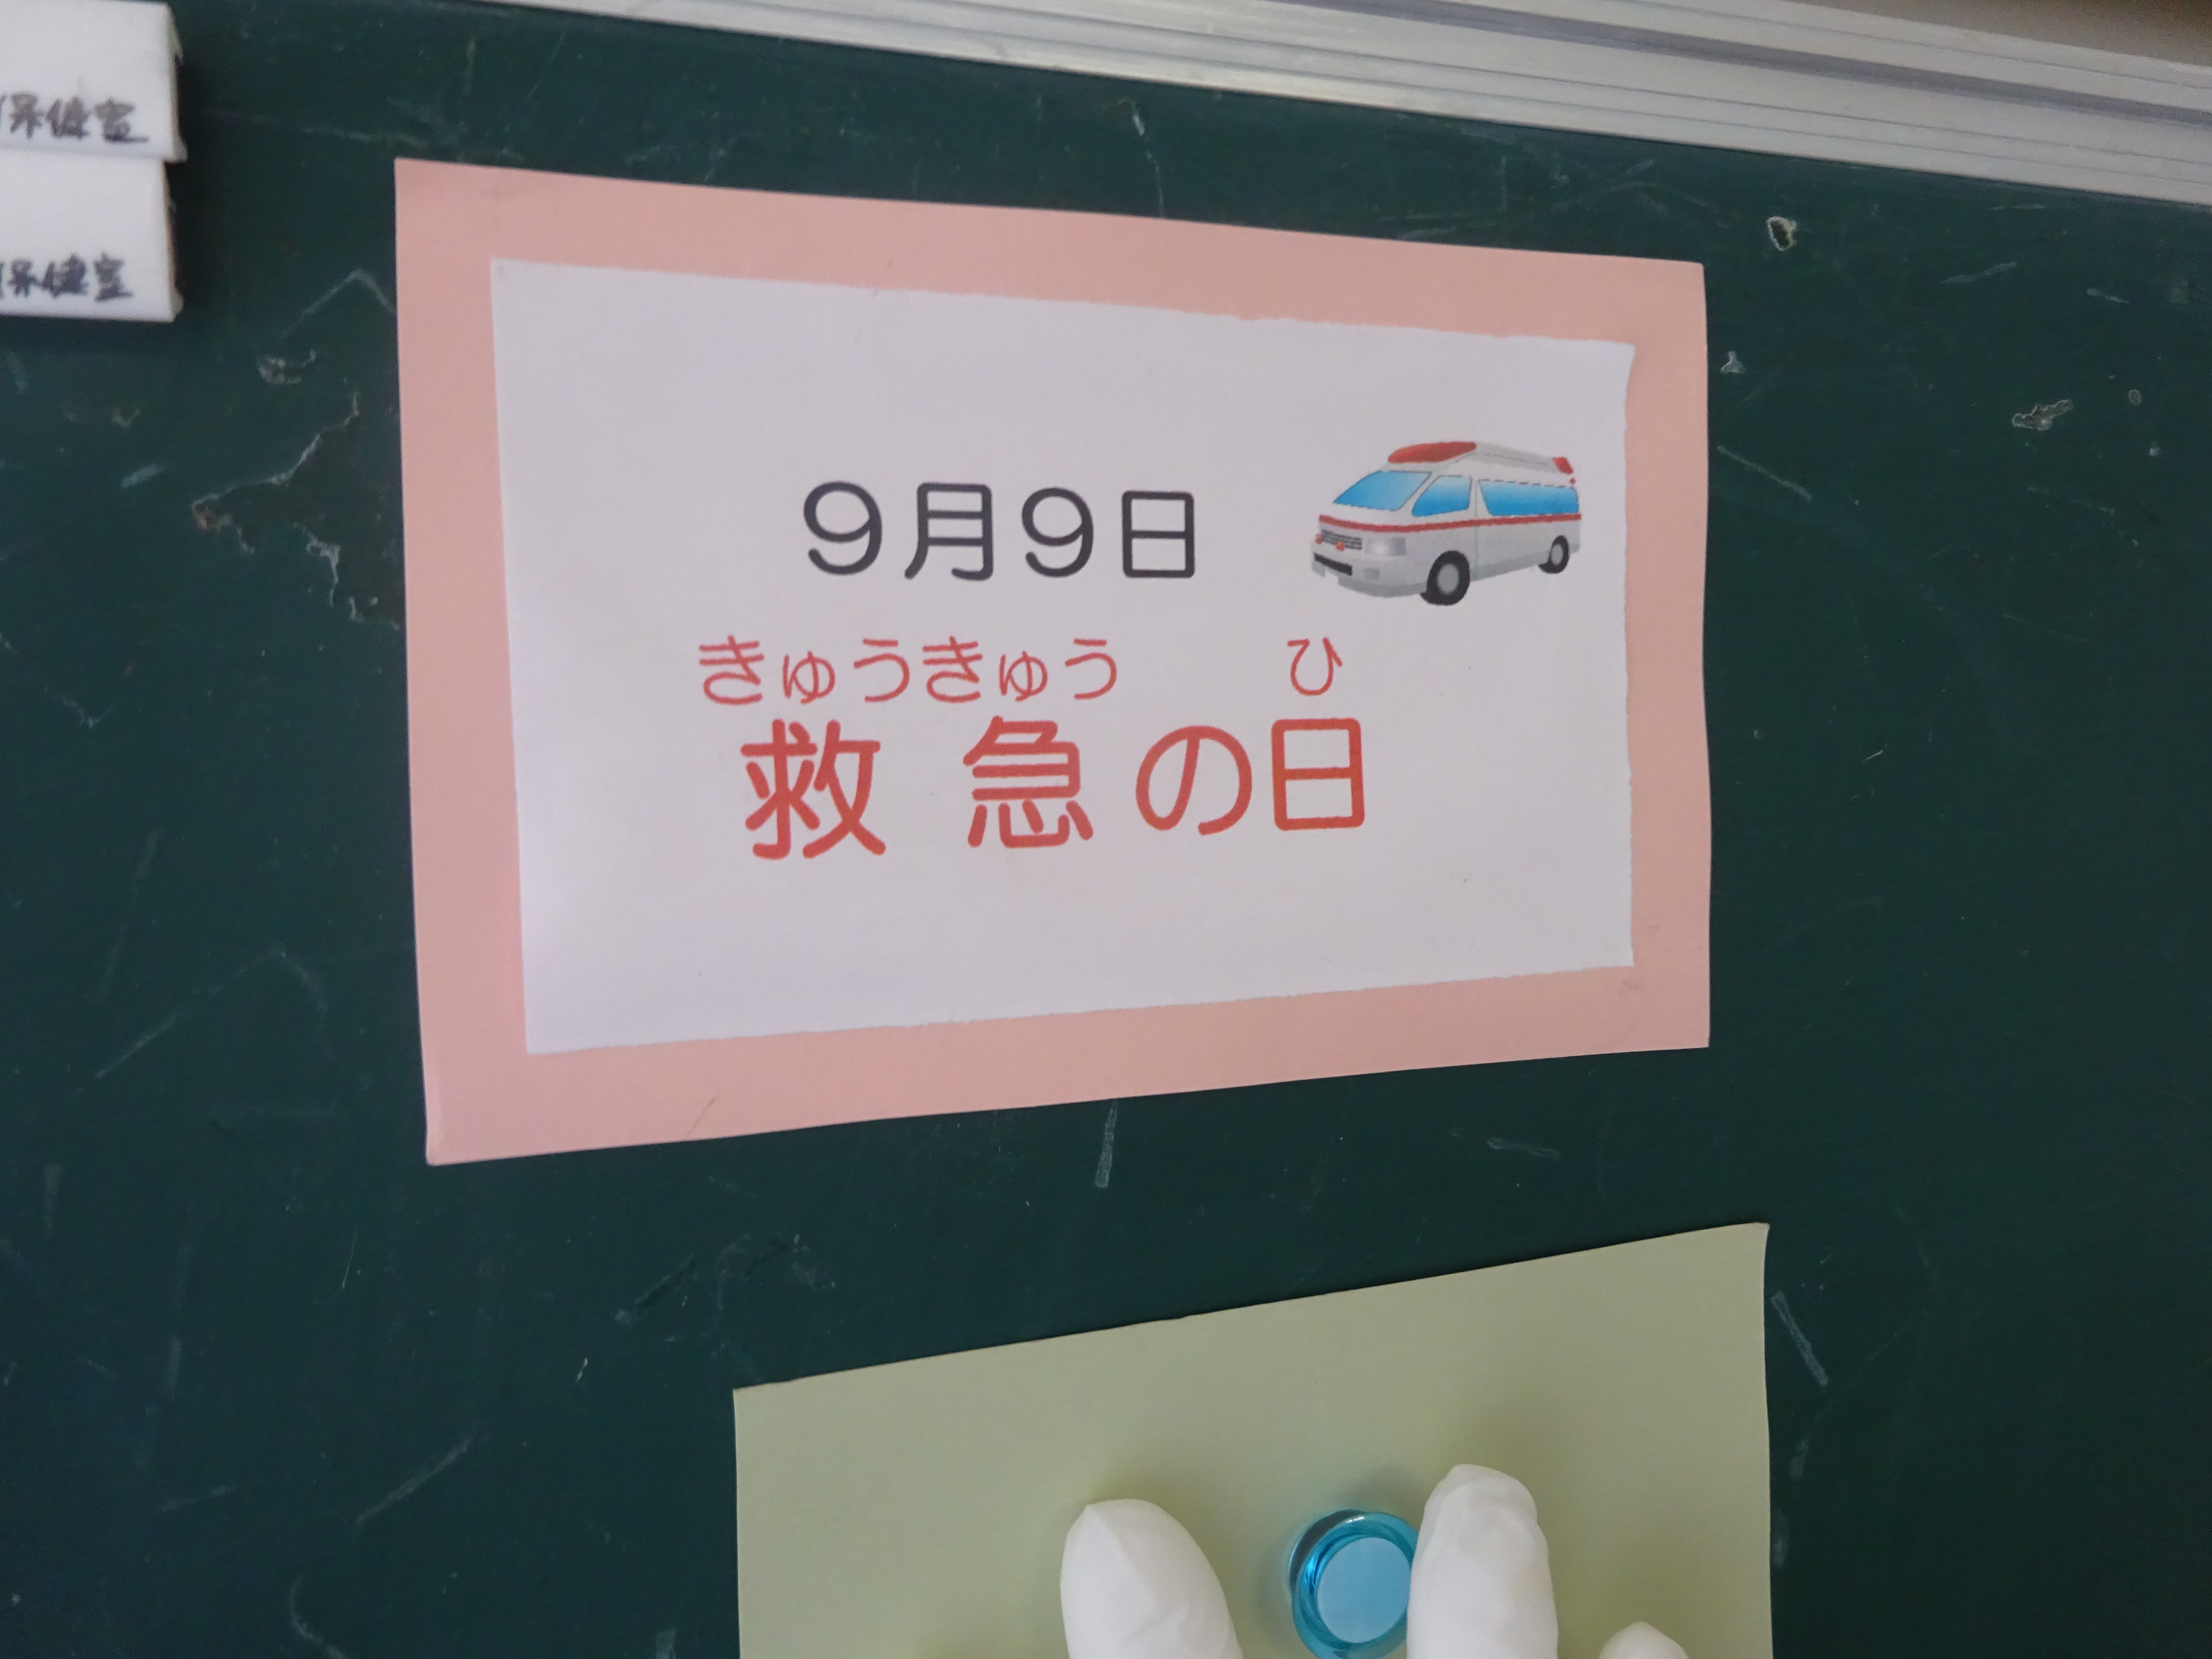 保健室
保健室
９月９日
きゅうきゅう　ひ
救急の日